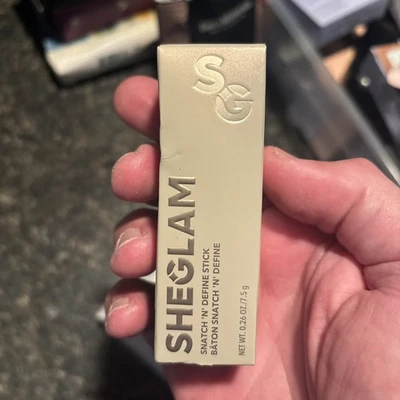 SG
SHEGLAM
SNATCH 'N' DEFINE STICK
BÂTON SNATCH 'N' DEFINE
NET WT. 0.26 OZ./7.5 g